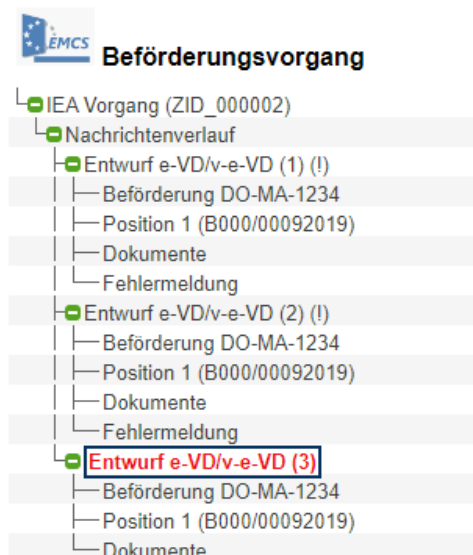 EMCS Beförderungsvorgang
IEA Vorgang (ZID_000002)
Nachrichtenverlauf
Entwurf e-VD/v-e-VD (1) (!)
Beförderung DO-MA-1234
Position 1 (B000/00092019)
Dokumente
Fehlermeldung
Entwurf e-VD/v-e-VD (2) (!)
Beförderung DO-MA-1234
Position 1 (B000/00092019)
Dokumente
Fehlermeldung
Entwurf e-VD/v-e-VD (3)
Beförderung DO-MA-1234
Position 1 (B000/00092019)
Dokumente